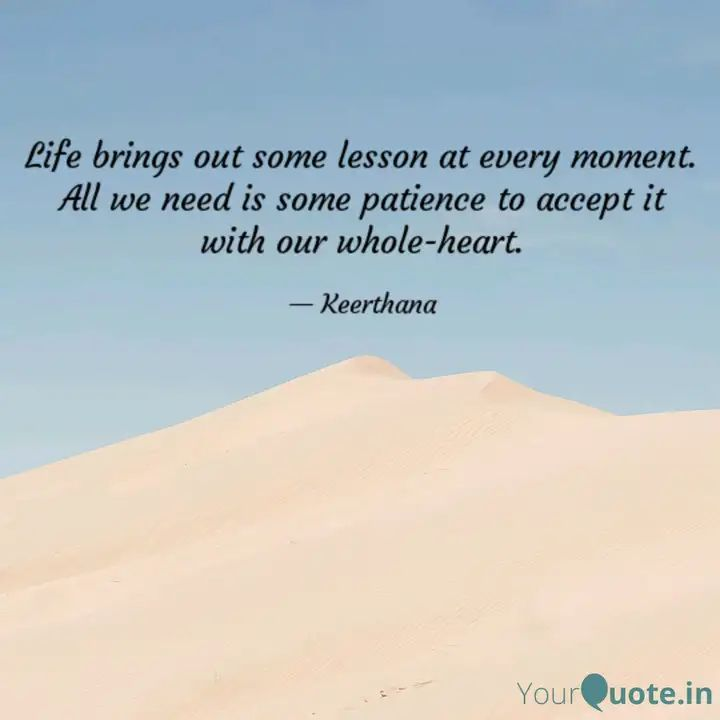 Life brings out some lesson at every moment.
All we need is some patience to accept it
with our whole-heart.
— Keerthana
YourQuote.in